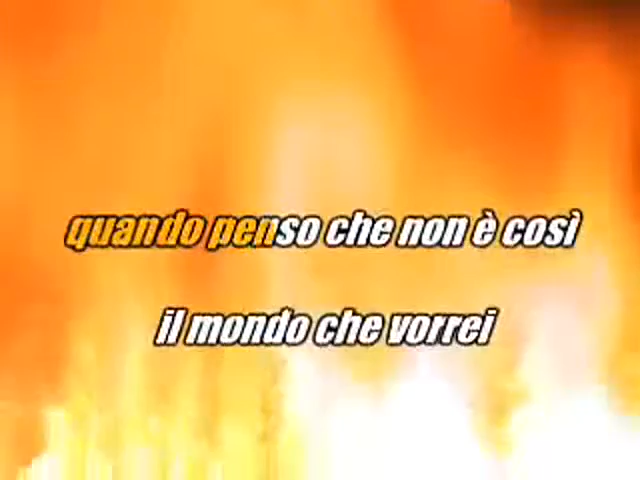 quando penso che non è così
il mondo che vorrei